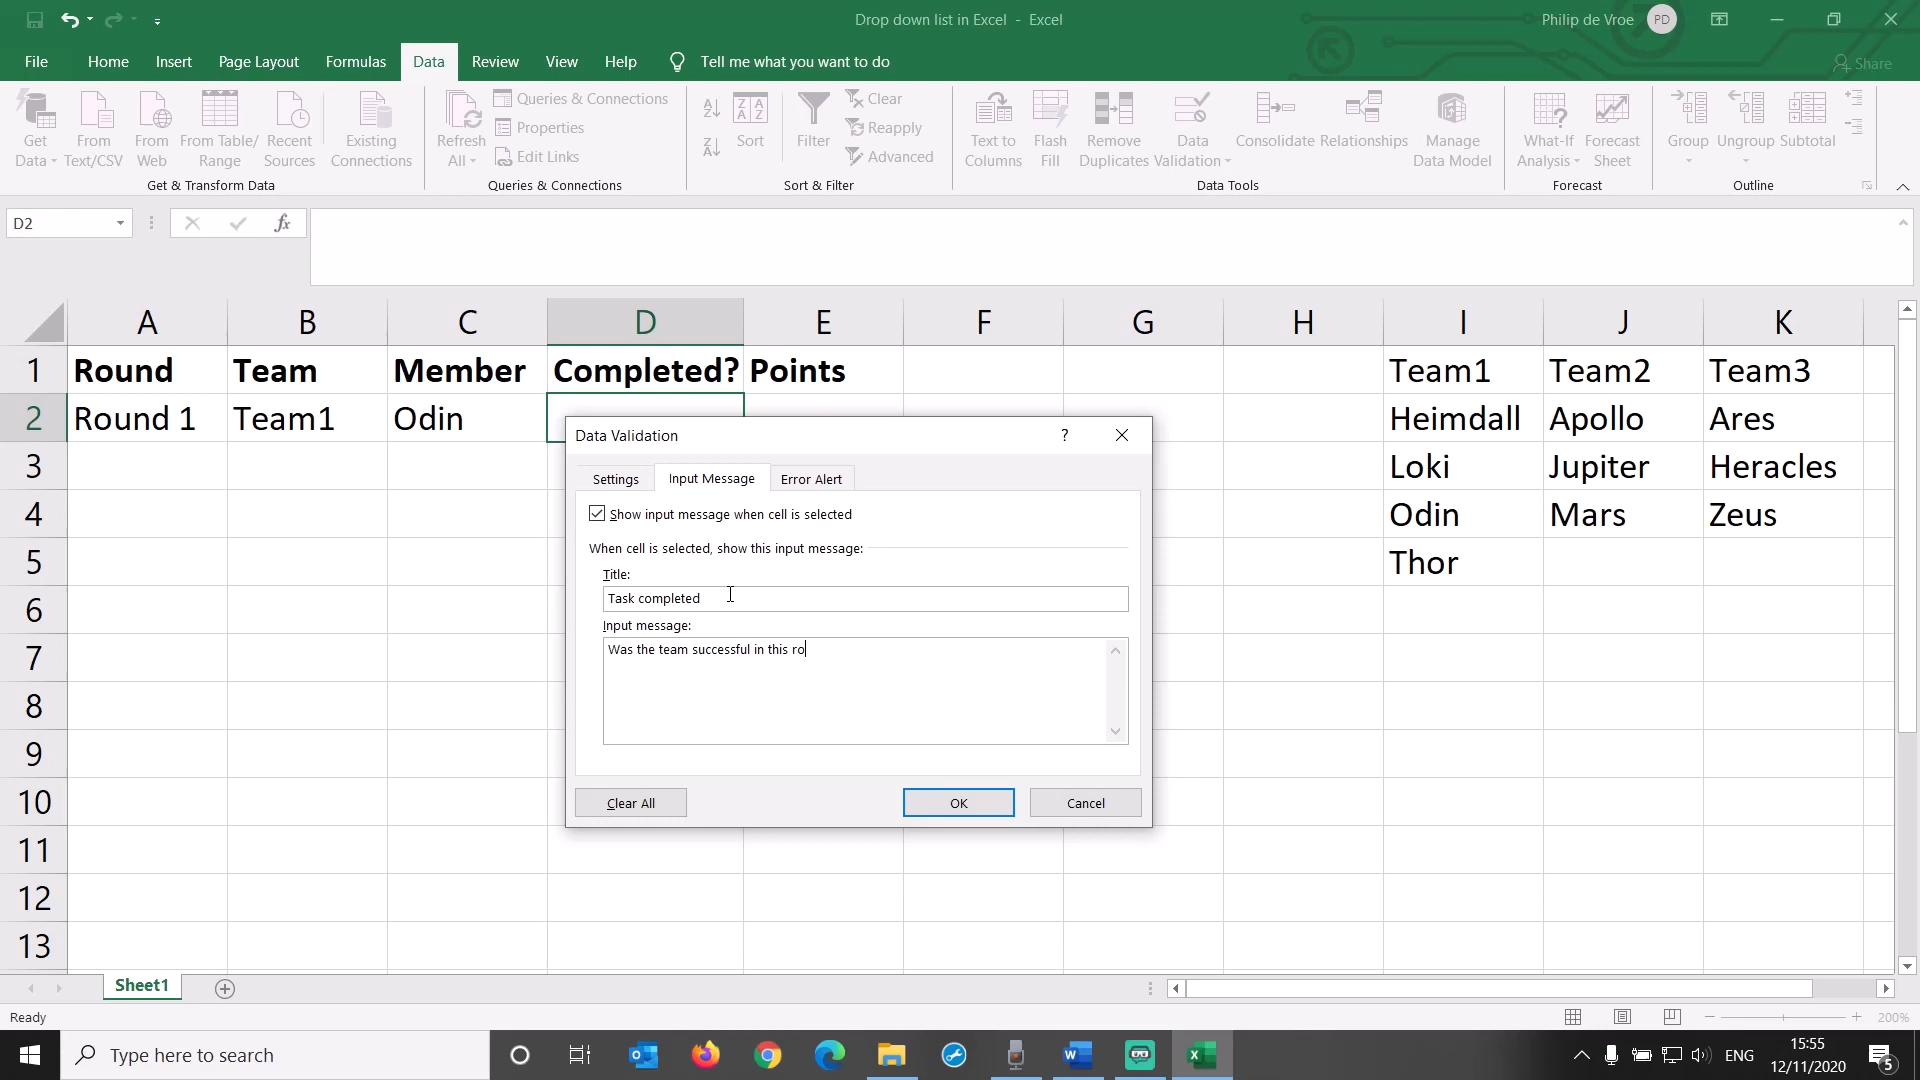 Drop down list in Excel - Excel
Philip de Vroe PD
File Home Insert Page Layout Formulas Data Review View Help Tell me what you want to do Share
Get Data
From Text/CSV
From Web
From Table/ Range
Recent Sources
Existing Connections
Get & Transform Data
Refresh All
Queries & Connections
Properties
Edit Links
Queries & Connections
Sort
Filter
Clear
Reapply
Advanced
Sort & Filter
Text to Columns
Flash Fill
Remove Duplicates
Data Validation
Consolidate
Relationships
Manage Data Model
Data Tools
What-If Analysis
Forecast Sheet
Forecast
Group
Ungroup
Subtotal
Outline
D2
fx
A B C D E F G H I J K
1 Round Team Member Completed? Points Team1 Team2 Team3
2 Round 1 Team1 Odin Heimdall Apollo Ares
3 Loki Jupiter Heracles
4 Odin Mars Zeus
5 Thor
6
7
8
9
10
11
12
13
Data Validation ?
Settings Input Message Error Alert
Show input message when cell is selected
When cell is selected, show this input message:
Title:
Task completed
Input message:
Was the team successful in this ro
Clear All OK Cancel
Sheet1
Ready
200%
Type here to search
ENG
15:55
12/11/2020
5